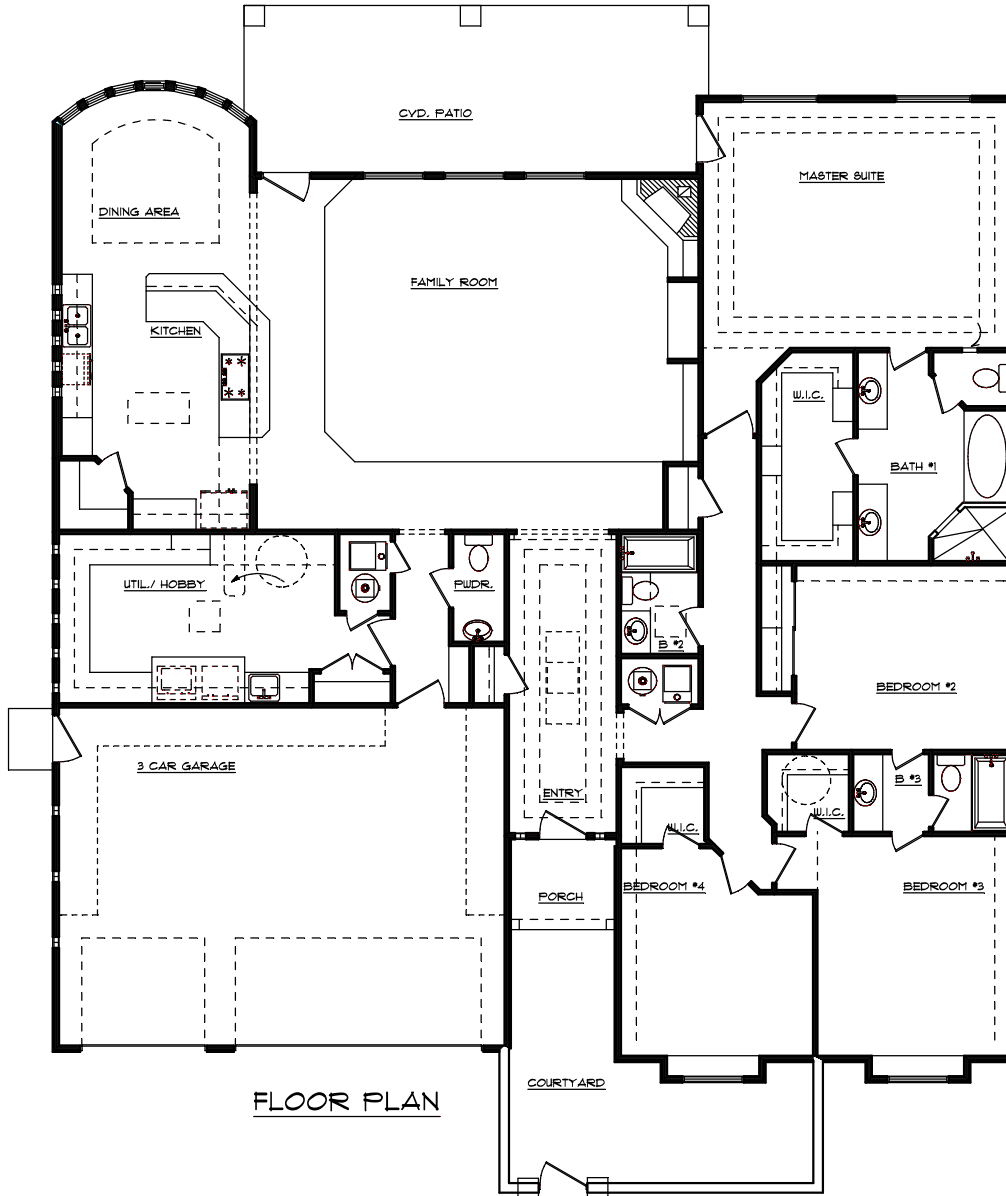 CVD. PATIO
MASTER SUITE
DINING AREA
FAMILY ROOM
KITCHEN
W.I.C.
BATH #1
UTIL./ HOBBY
PWDR.
B #2
BEDROOM #2
3 CAR GARAGE
B #3
ENTRY
W.I.C.
W.I.C.
BEDROOM #4
BEDROOM #3
PORCH
COURTYARD
FLOOR PLAN